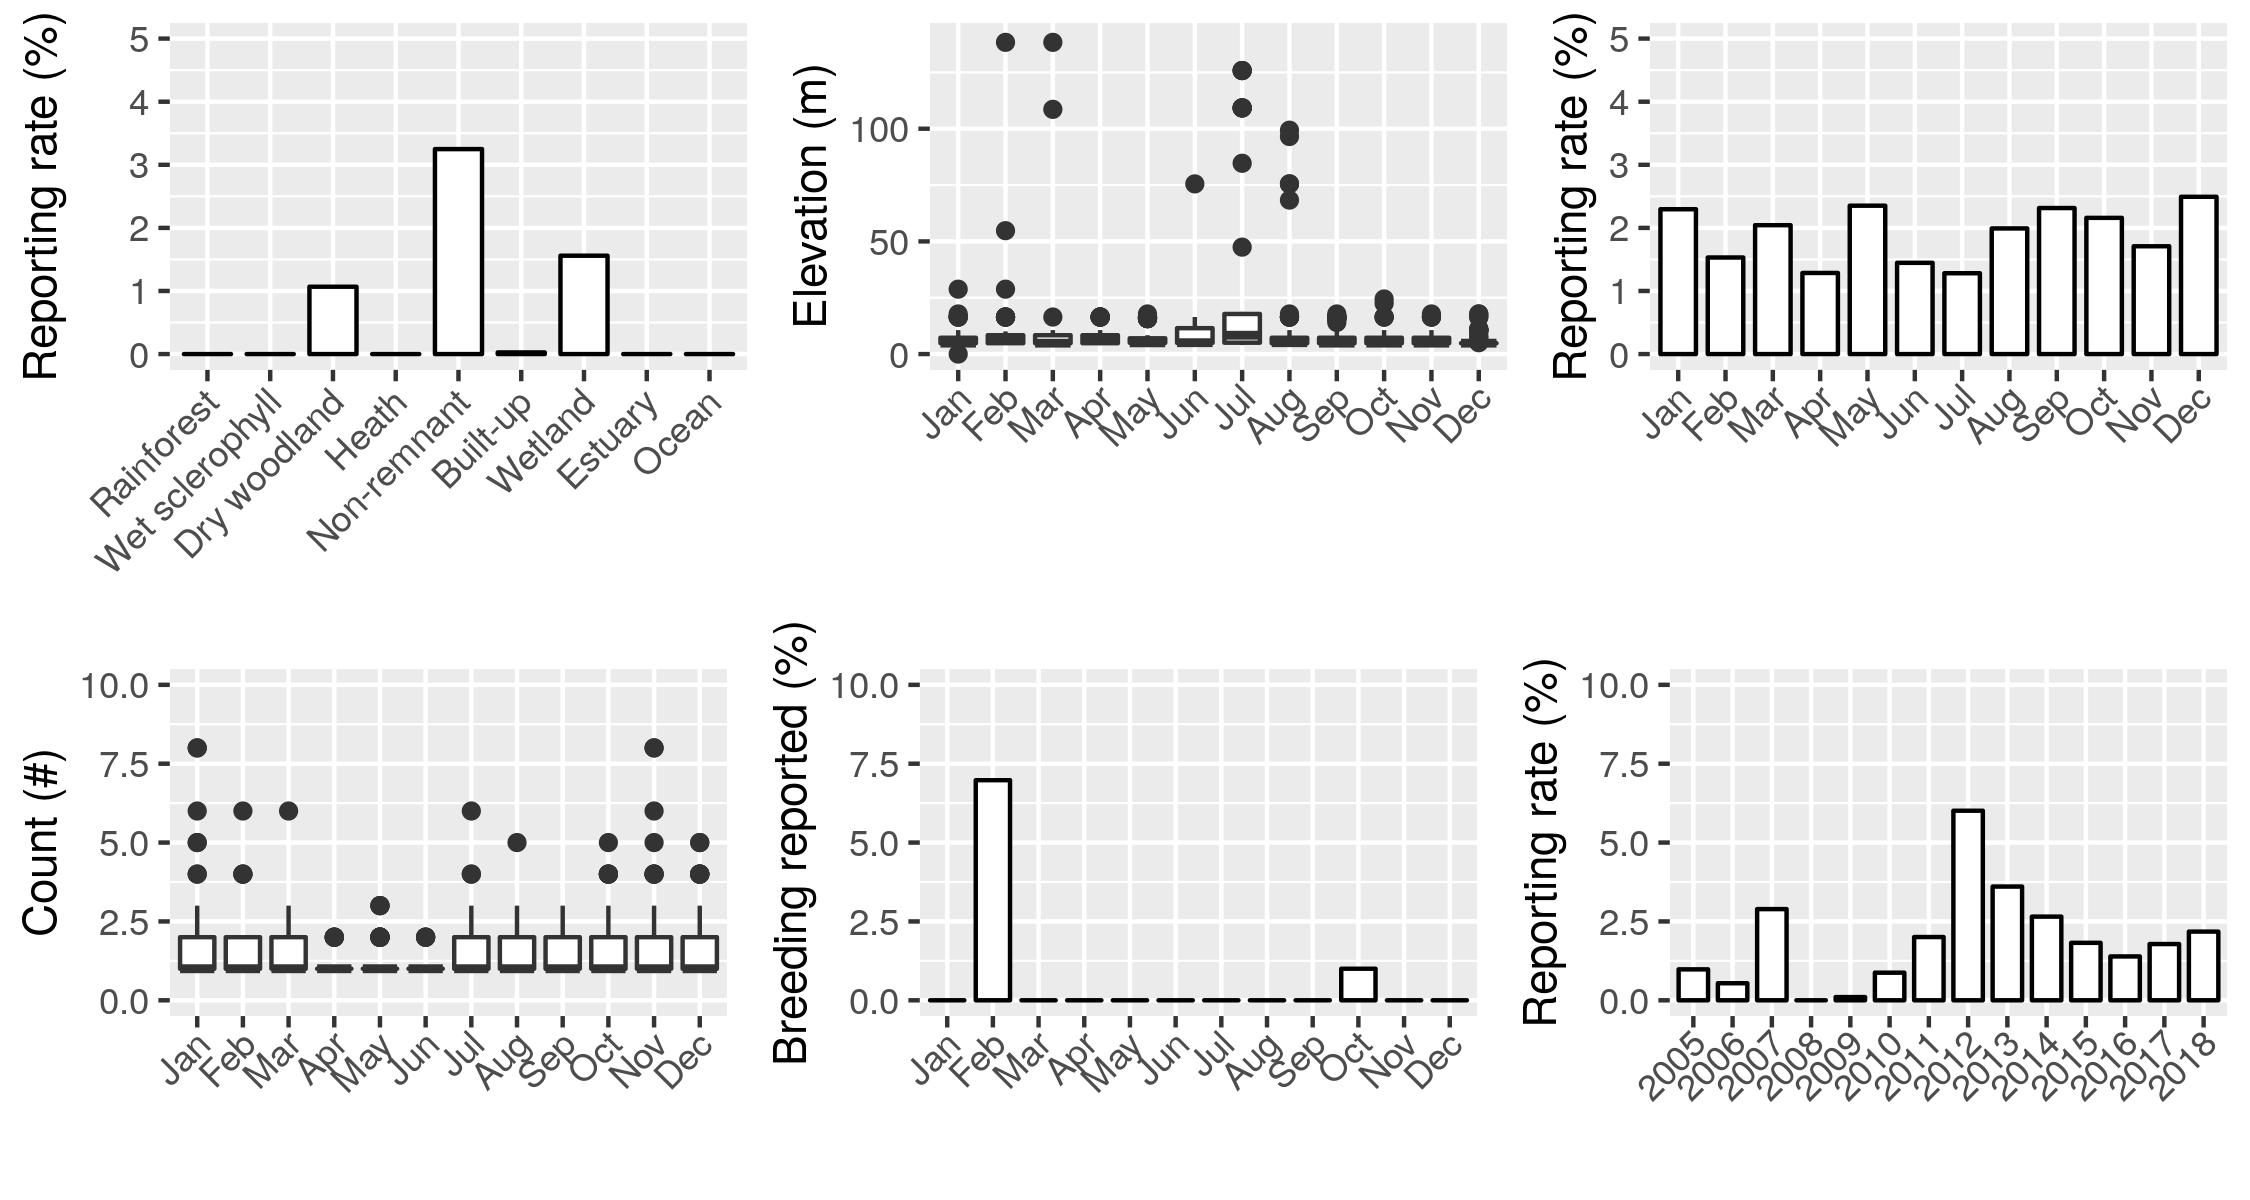 Reporting rate (%)
5
4
3
2
1
0
Rainforest
Wet sclerophyll
Dry woodland
Heath
Non-remnant
Built-up
Wetland
Estuary
Ocean
Elevation (m)
100
50
0
Jan
Feb
Mar
Apr
May
Jun
Jul
Aug
Sep
Oct
Nov
Dec
Reporting rate (%)
5
4
3
2
1
0
Jan
Feb
Mar
Apr
May
Jun
Jul
Aug
Sep
Oct
Nov
Dec
Count (#)
10.0
7.5
5.0
2.5
0.0
Jan
Feb
Mar
Apr
May
Jun
Jul
Aug
Sep
Oct
Nov
Dec
Breeding reported (%)
10.0
7.5
5.0
2.5
0.0
Jan
Feb
Mar
Apr
May
Jun
Jul
Aug
Sep
Oct
Nov
Dec
Reporting rate (%)
10.0
7.5
5.0
2.5
0.0
2005
2006
2007
2008
2009
2010
2011
2012
2013
2014
2015
2016
2017
2018